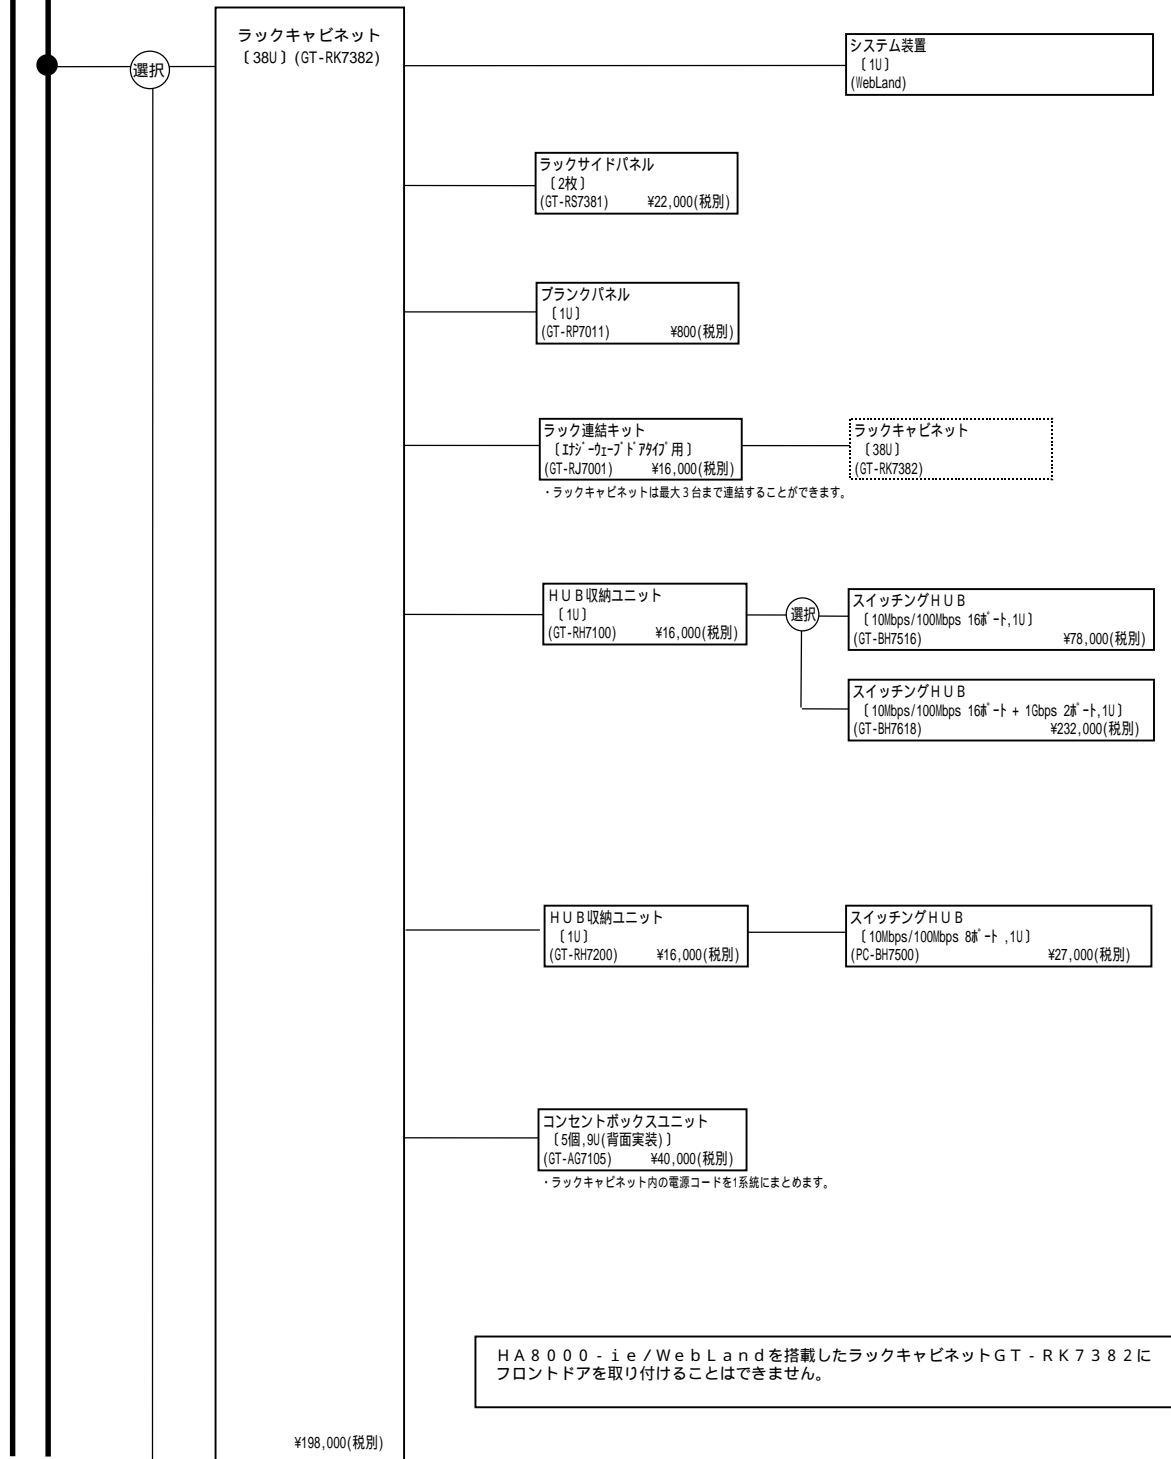 ラックキャビネット
〔38U〕(GT-RK7382)
選択
システム装置
〔1U〕
(WebLand)
ラックサイドパネル
〔2枚〕
(GT-RS7381) ¥22,000(税別)
ブランクパネル
〔1U〕
(GT-RP7011) ¥800(税別)
ラック連結キット
〔ｴﾅｼﾞｰｳｪｰﾌﾞﾄﾞｱﾀｲﾌﾟ用〕
(GT-RJ7001) ¥16,000(税別)
・ラックキャビネットは最大３台まで連結することができます。
ラックキャビネット
〔38U〕
(GT-RK7382)
ＨＵＢ収納ユニット
〔1U〕
(GT-RH7100) ¥16,000(税別)
選択
スイッチングＨＵＢ
〔10Mbps/100Mbps 16ﾎﾟｰﾄ,1U〕
(GT-BH7516) ¥78,000(税別)
スイッチングＨＵＢ
〔10Mbps/100Mbps 16ﾎﾟｰﾄ + 1Gbps 2ﾎﾟｰﾄ,1U〕
(GT-BH7618) ¥232,000(税別)
ＨＵＢ収納ユニット
〔1U〕
(GT-RH7200) ¥16,000(税別)
スイッチングＨＵＢ
〔10Mbps/100Mbps 8ﾎﾟｰﾄ ,1U〕
(PC-BH7500) ¥27,000(税別)
コンセントボックスユニット
〔5個,9U(背面実装)〕
(GT-AG7105) ¥40,000(税別)
・ラックキャビネット内の電源コードを1系統にまとめます。
ＨＡ８０００-ｉｅ/ＷｅｂＬａｎｄを搭載したラックキャビネットＧＴ-ＲＫ７３８２に
フロントドアを取り付けることはできません。
¥198,000(税別)